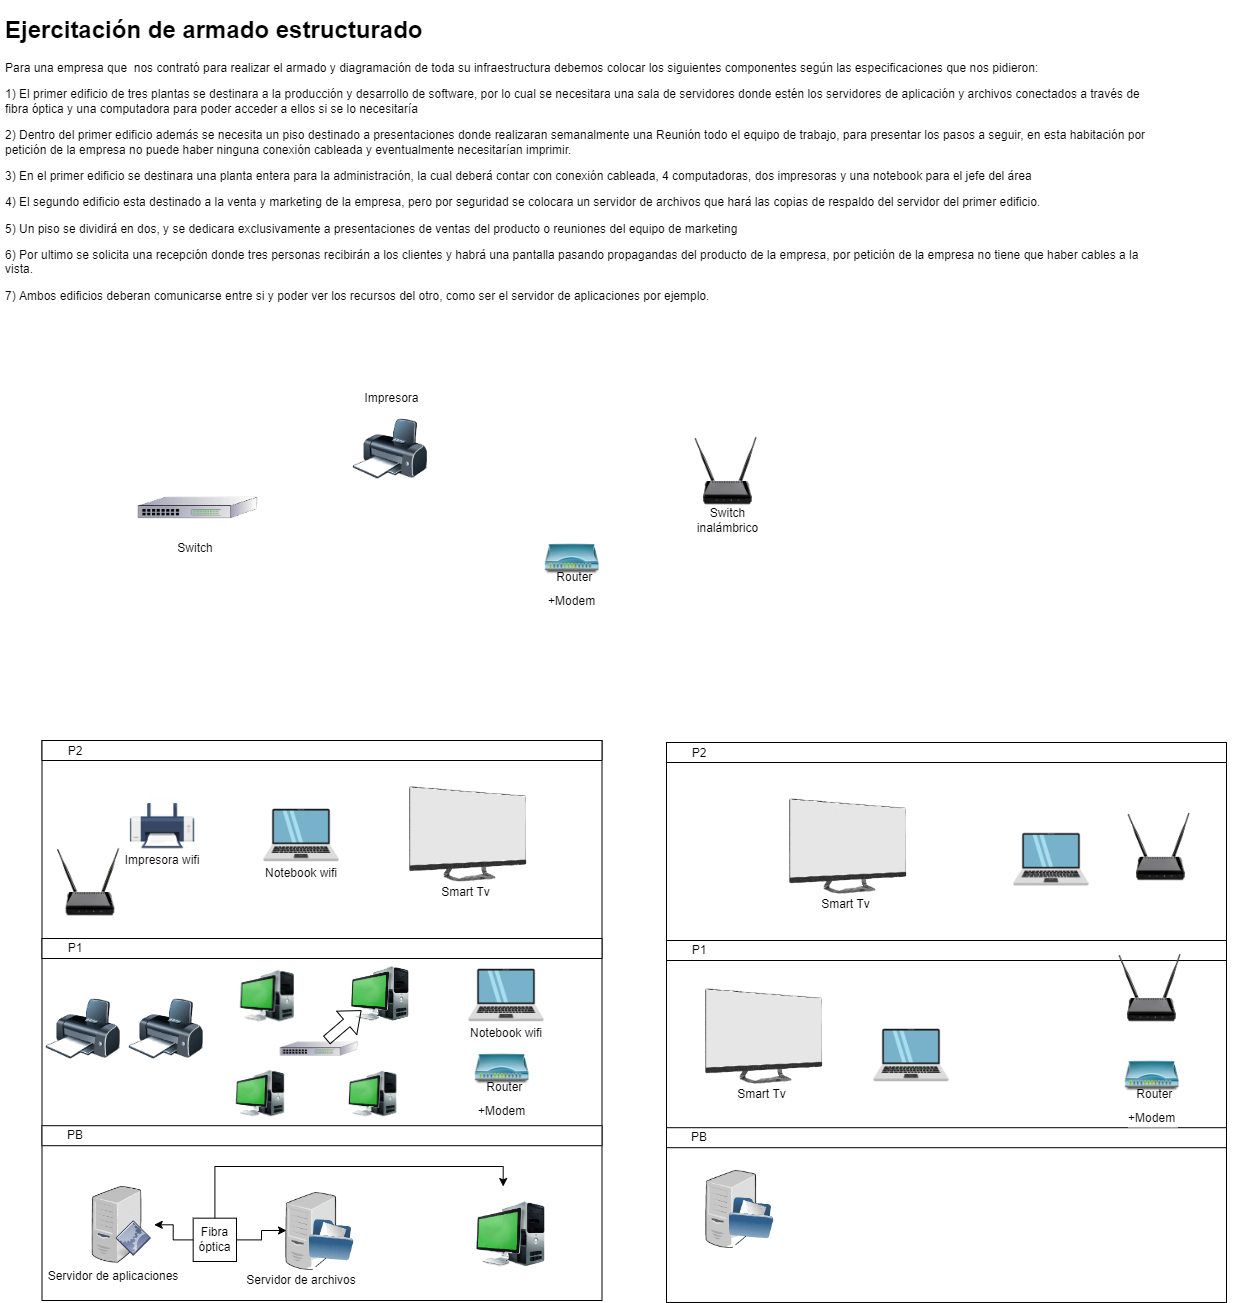 Ejercitación de armado estructurado
Para una empresa que  nos contrató para realizar el armado y diagramación de toda su infraestructura debemos colocar los siguientes componentes según las especificaciones que nos pidieron:
1) El primer edificio de tres plantas se destinara a la producción y desarrollo de software, por lo cual se necesitara una sala de servidores donde estén los servidores de aplicación y archivos conectados a través de
fibra óptica y una computadora para poder acceder a ellos si se lo necesitaría
2) Dentro del primer edificio además se necesita un piso destinado a presentaciones donde realizaran semanalmente una Reunión todo el equipo de trabajo, para presentar los pasos a seguir, en esta habitación por
petición de la empresa no puede haber ninguna conexión cableada y eventualmente necesitarían imprimir.
3) En el primer edificio se destinara una planta entera para la administración, la cual deberá contar con conexión cableada, 4 computadoras, dos impresoras y una notebook para el jefe del área
4) El segundo edificio esta destinado a la venta y marketing de la empresa, pero por seguridad se colocara un servidor de archivos que hará las copias de respaldo del servidor del primer edificio.
5) Un piso se dividirá en dos, y se dedicara exclusivamente a presentaciones de ventas del producto o reuniones del equipo de marketing
6) Por ultimo se solicita una recepción donde tres personas recibirán a los clientes y habrá una pantalla pasando propagandas del producto de la empresa, por petición de la empresa no tiene que haber cables a la
vista.
7) Ambos edificios deberan comunicarse entre si y poder ver los recursos del otro, como ser el servidor de aplicaciones por ejemplo.
Impresora
Switch
inalámbrico
Switch
Router
+Modem
P2
Impresora wifi
Notebook wifi
Smart Tv
P1
Notebook wifi
Router
+Modem
PB
Fibra
óptica
Servidor de aplicaciones
Servidor de archivos
P2
Smart Tv
P1
Smart Tv
Router
+Modem
PB